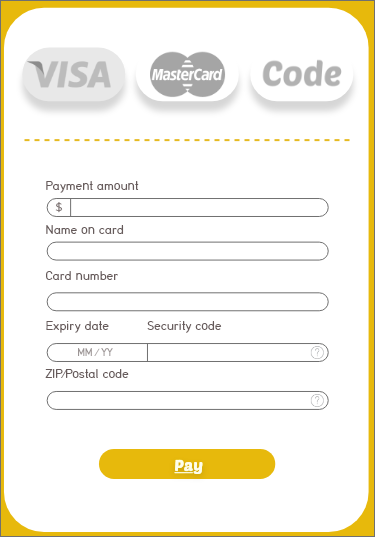 VISA MasterCard Code
Payment amount
$
Name on card
Card number
Expiry date Security code
MM/YY ?
ZIP/Postal code
?
Pay